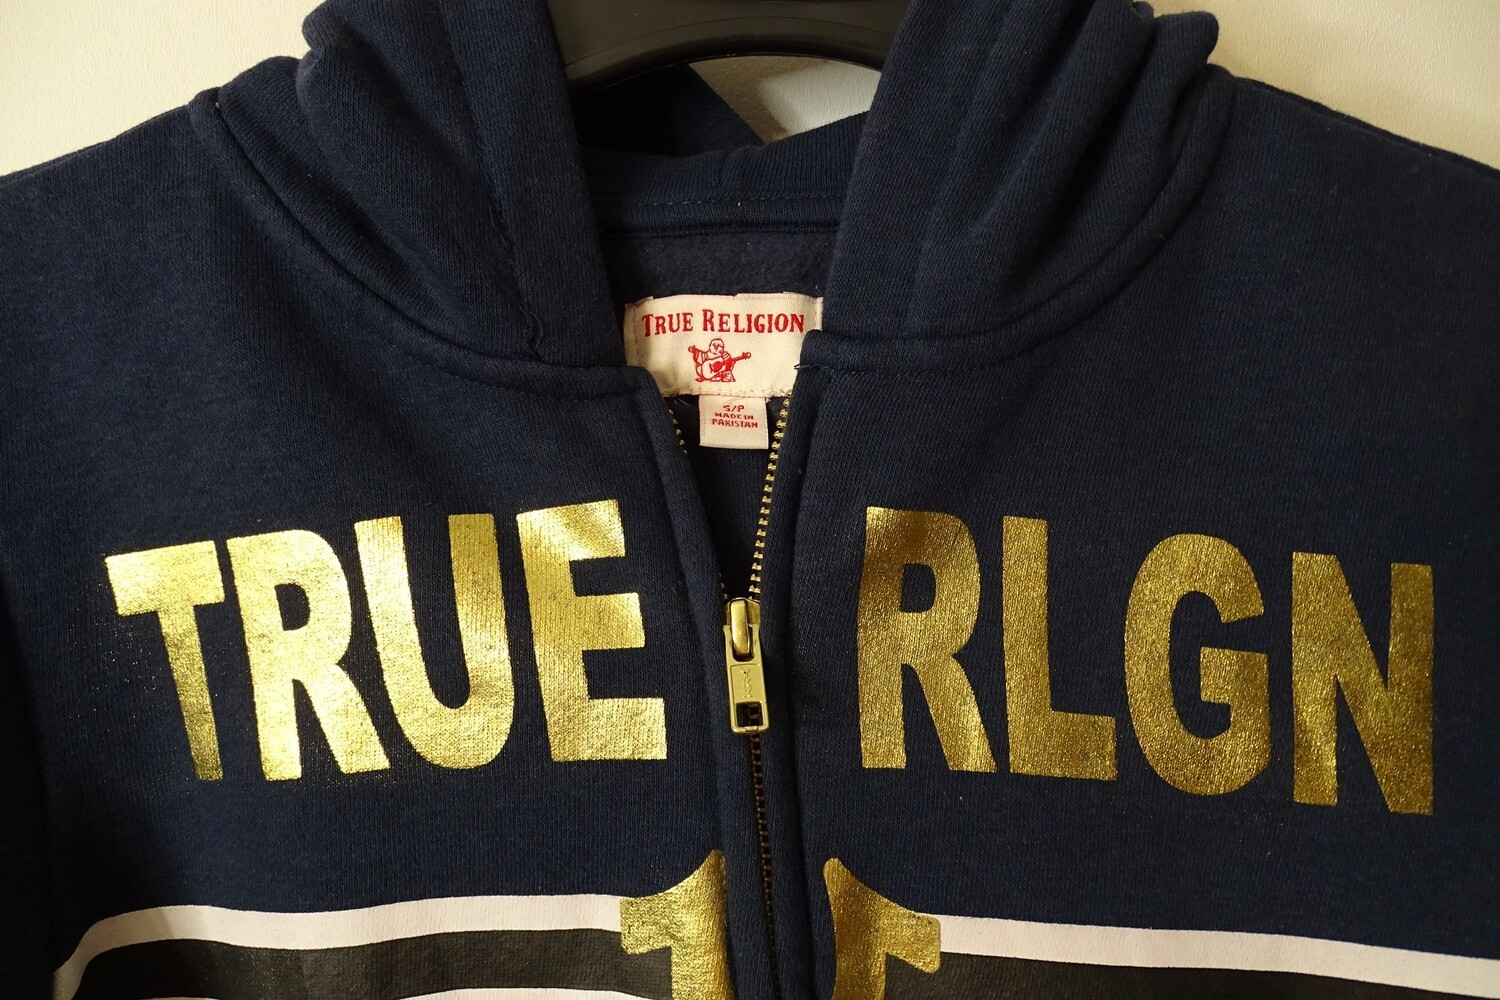 TRUE RELIGION
S/P
MADE IN
PAKISTAN
TRUE RLGN